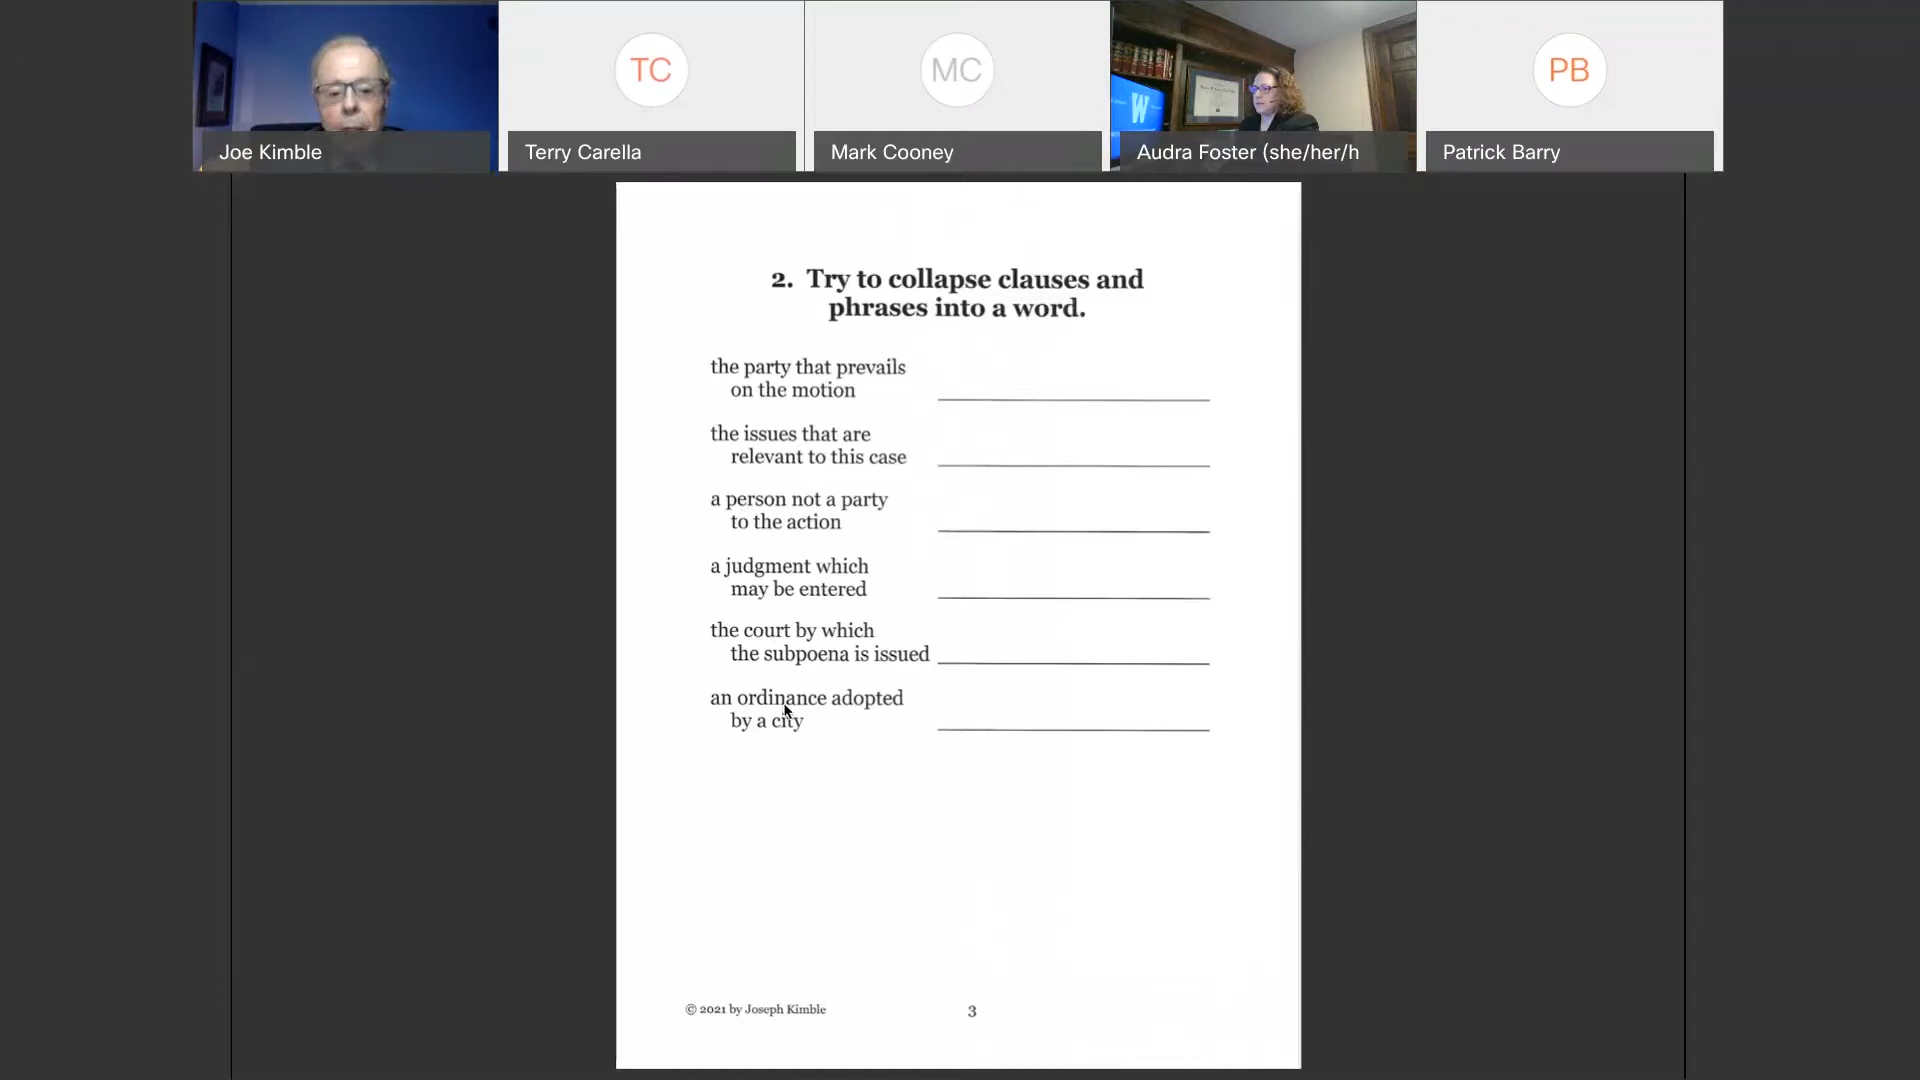 TC
MC
W
PB
Joe Kimble
Terry Carella
Mark Cooney
Audra Foster (she/her/h
Patrick Barry
2. Try to collapse clauses and
phrases into a word.
the party that prevails
on the motion
the issues that are
relevant to this case
a person not a party
to the action
a judgment which
may be entered
the court by which
the subpoena is issued
an ordinance adopted
by a city
© 2021 by Joseph Kimble
3